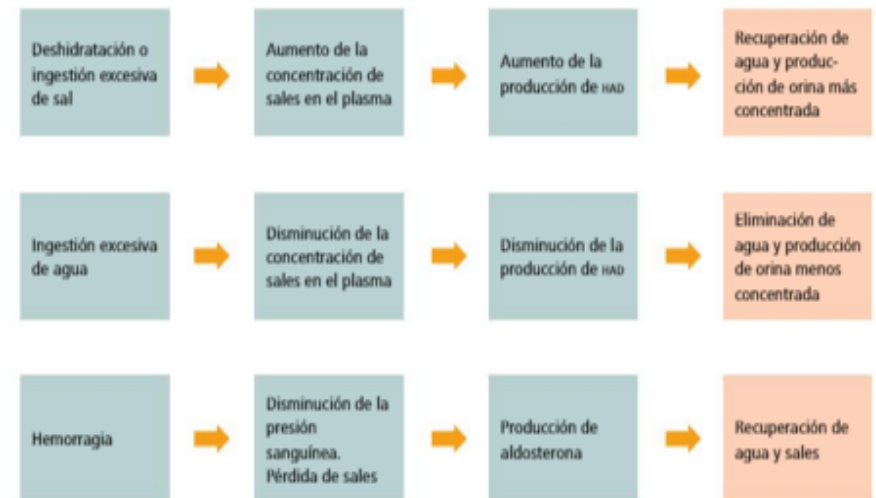 Deshidratación o
ingestión excesiva
de sal
Aumento de la
concentración de
sales en el plasma
Aumento de la
producción de HAD
Recuperación de
agua y produc-
ción de orina más
concentrada
Ingestión excesiva
de agua
Disminución de la
concentración de
sales en el plasma
Disminución de la
producción de HAD
Eliminación de
agua y producción
de orina menos
concentrada
Hemorragia
Disminución de la
presión
sanguínea.
Pérdida de sales
Producción de
aldosterona
Recuperación de
agua y sales